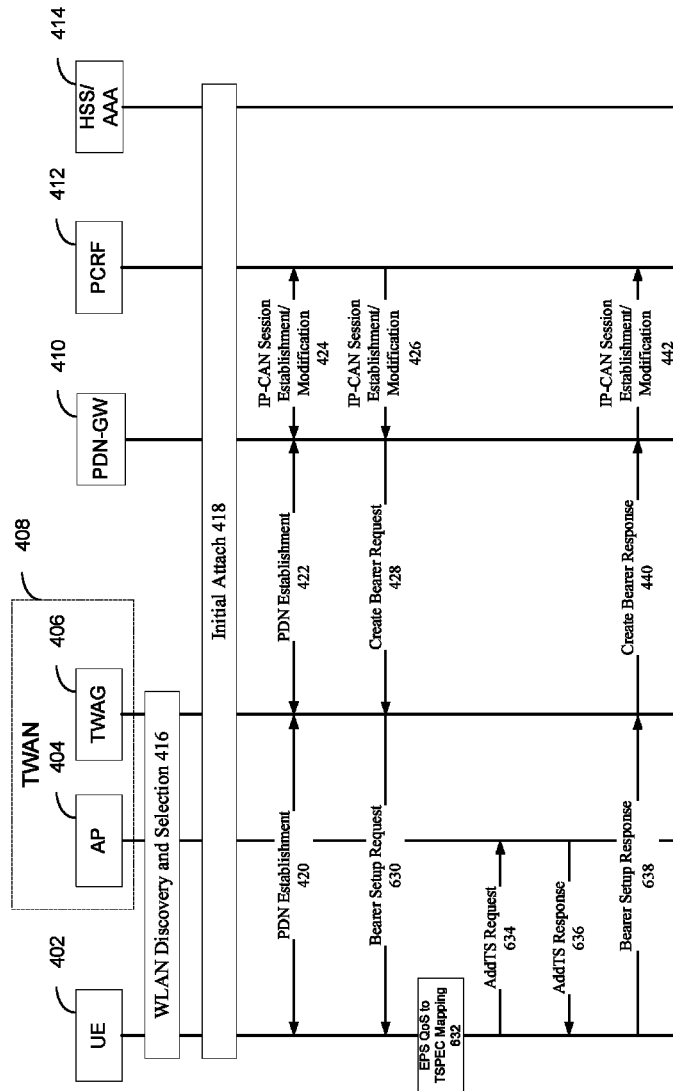 408
TWAN
402
404
406
410
412
414
UE
AP
TWAG
PDN-GW
PCRF
HSS/
AAA
WLAN Discovery and Selection 416
Initial Attach 418
PDN Establishment
420
PDN Establishment
422
IP-CAN Session
Establishment/
Modification
424
Bearer Setup Request
630
Create Bearer Request
428
IP-CAN Session
Establishment/
Modification
426
EPS QoS to
TSPEC Mapping
632
AddTS Request
634
AddTS Response
636
Bearer Setup Response
638
Create Bearer Response
440
IP-CAN Session
Establishment/
Modification
442